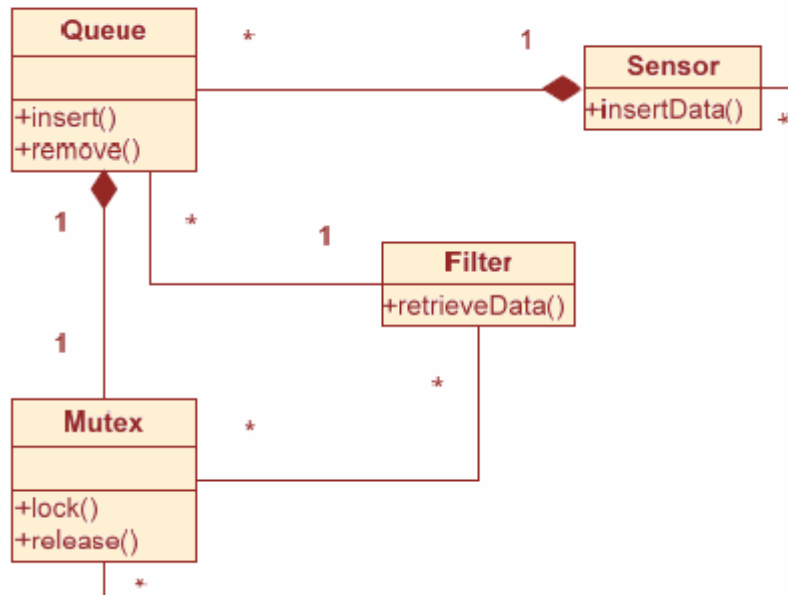 Queue
* 1
Sensor
+insertData()
*
+insert()
+remove()
1
*
1
Filter
+retrieveData()
1
*
Mutex
*
+lock()
+release()
*